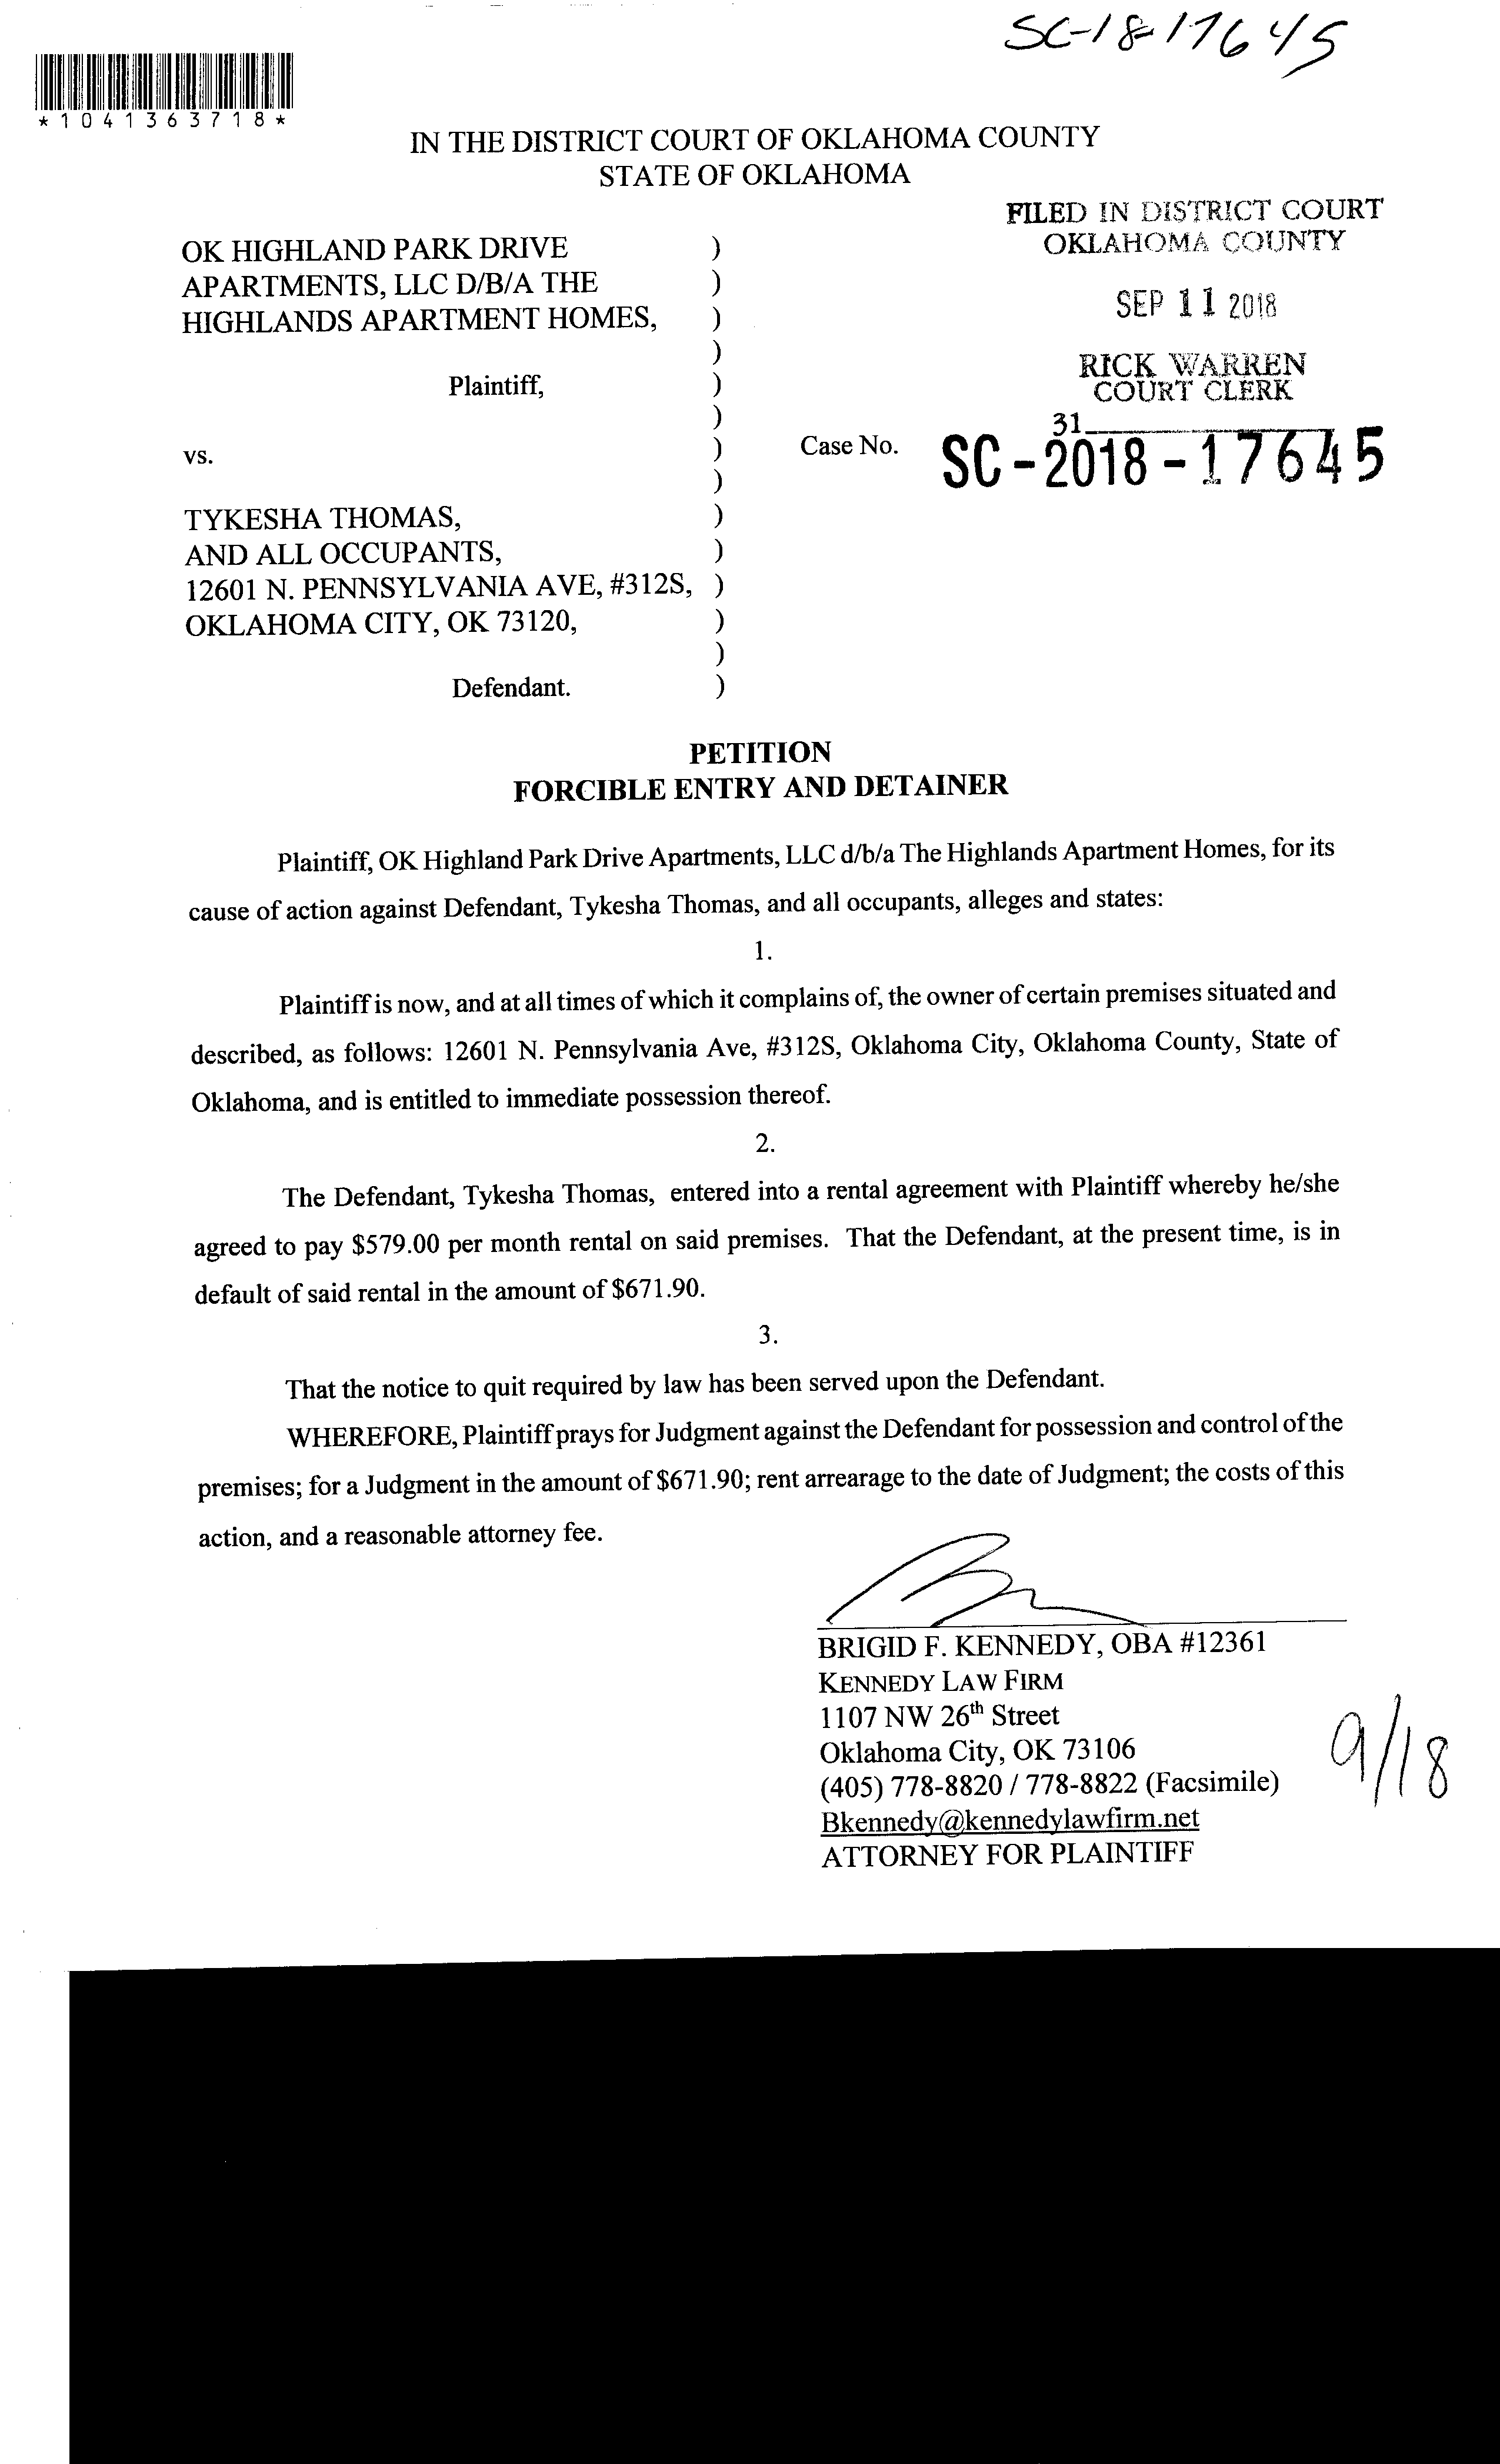 SC-18-17645
*1041363718*
IN THE DISTRICT COURT OF OKLAHOMA COUNTY
STATE OF OKLAHOMA
FILED IN DISTRICT COURT
OKLAHOMA COUNTY
SEP 11 2018
RICK WARREN
COURT CLERK
31
OK HIGHLAND PARK DRIVE )
APARTMENTS, LLC D/B/A THE )
HIGHLANDS APARTMENT HOMES, )
)
Plaintiff, )
)
vs. ) Case No. SC-2018-17645
)
TYKESHA THOMAS, )
AND ALL OCCUPANTS, )
12601 N. PENNSYLVANIA AVE, #312S, )
OKLAHOMA CITY, OK 73120, )
)
Defendant. )
PETITION
FORCIBLE ENTRY AND DETAINER
Plaintiff, OK Highland Park Drive Apartments, LLC d/b/a The Highlands Apartment Homes, for its
cause of action against Defendant, Tykesha Thomas, and all occupants, alleges and states:
1.
Plaintiff is now, and at all times of which it complains of, the owner of certain premises situated and
described, as follows: 12601 N. Pennsylvania Ave, #312S, Oklahoma City, Oklahoma County, State of
Oklahoma, and is entitled to immediate possession thereof.
2.
The Defendant, Tykesha Thomas, entered into a rental agreement with Plaintiff whereby he/she
agreed to pay $579.00 per month rental on said premises. That the Defendant, at the present time, is in
default of said rental in the amount of $671.90.
3.
That the notice to quit required by law has been served upon the Defendant.
WHEREFORE, Plaintiff prays for Judgment against the Defendant for possession and control of the
premises; for a Judgment in the amount of $671.90; rent arrearage to the date of Judgment; the costs of this
action, and a reasonable attorney fee.
BRIGID F. KENNEDY, OBA #12361
KENNEDY LAW FIRM
1107 NW 26th Street
Oklahoma City, OK 73106
(405) 778-8820 / 778-8822 (Facsimile)
Bkennedy@kennedylawfirm.net
ATTORNEY FOR PLAINTIFF
9/18